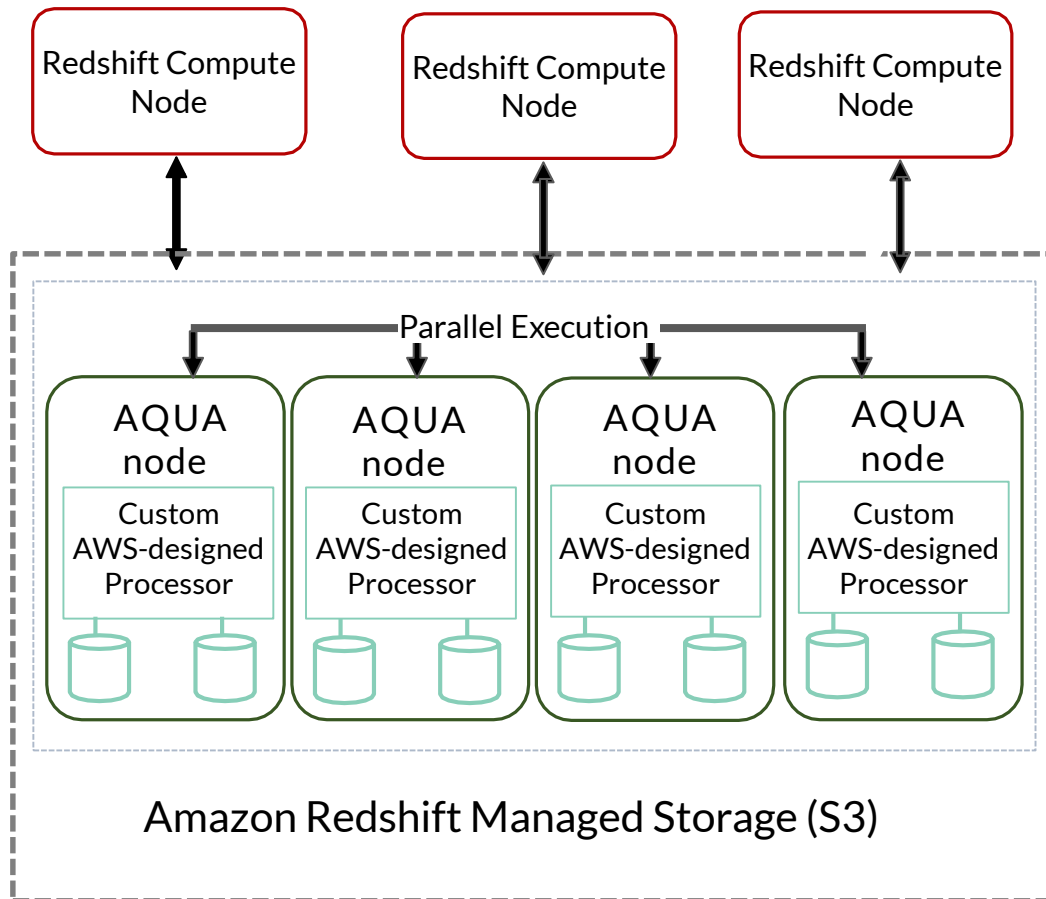 Redshift Compute
Node
Redshift Compute
Node
Redshift Compute
Node
Parallel Execution
AQUA
node
Custom
AWS-designed
Processor
AQUA
node
Custom
AWS-designed
Processor
AQUA
node
Custom
AWS-designed
Processor
AQUA
node
Custom
AWS-designed
Processor
Amazon Redshift Managed Storage (S3)